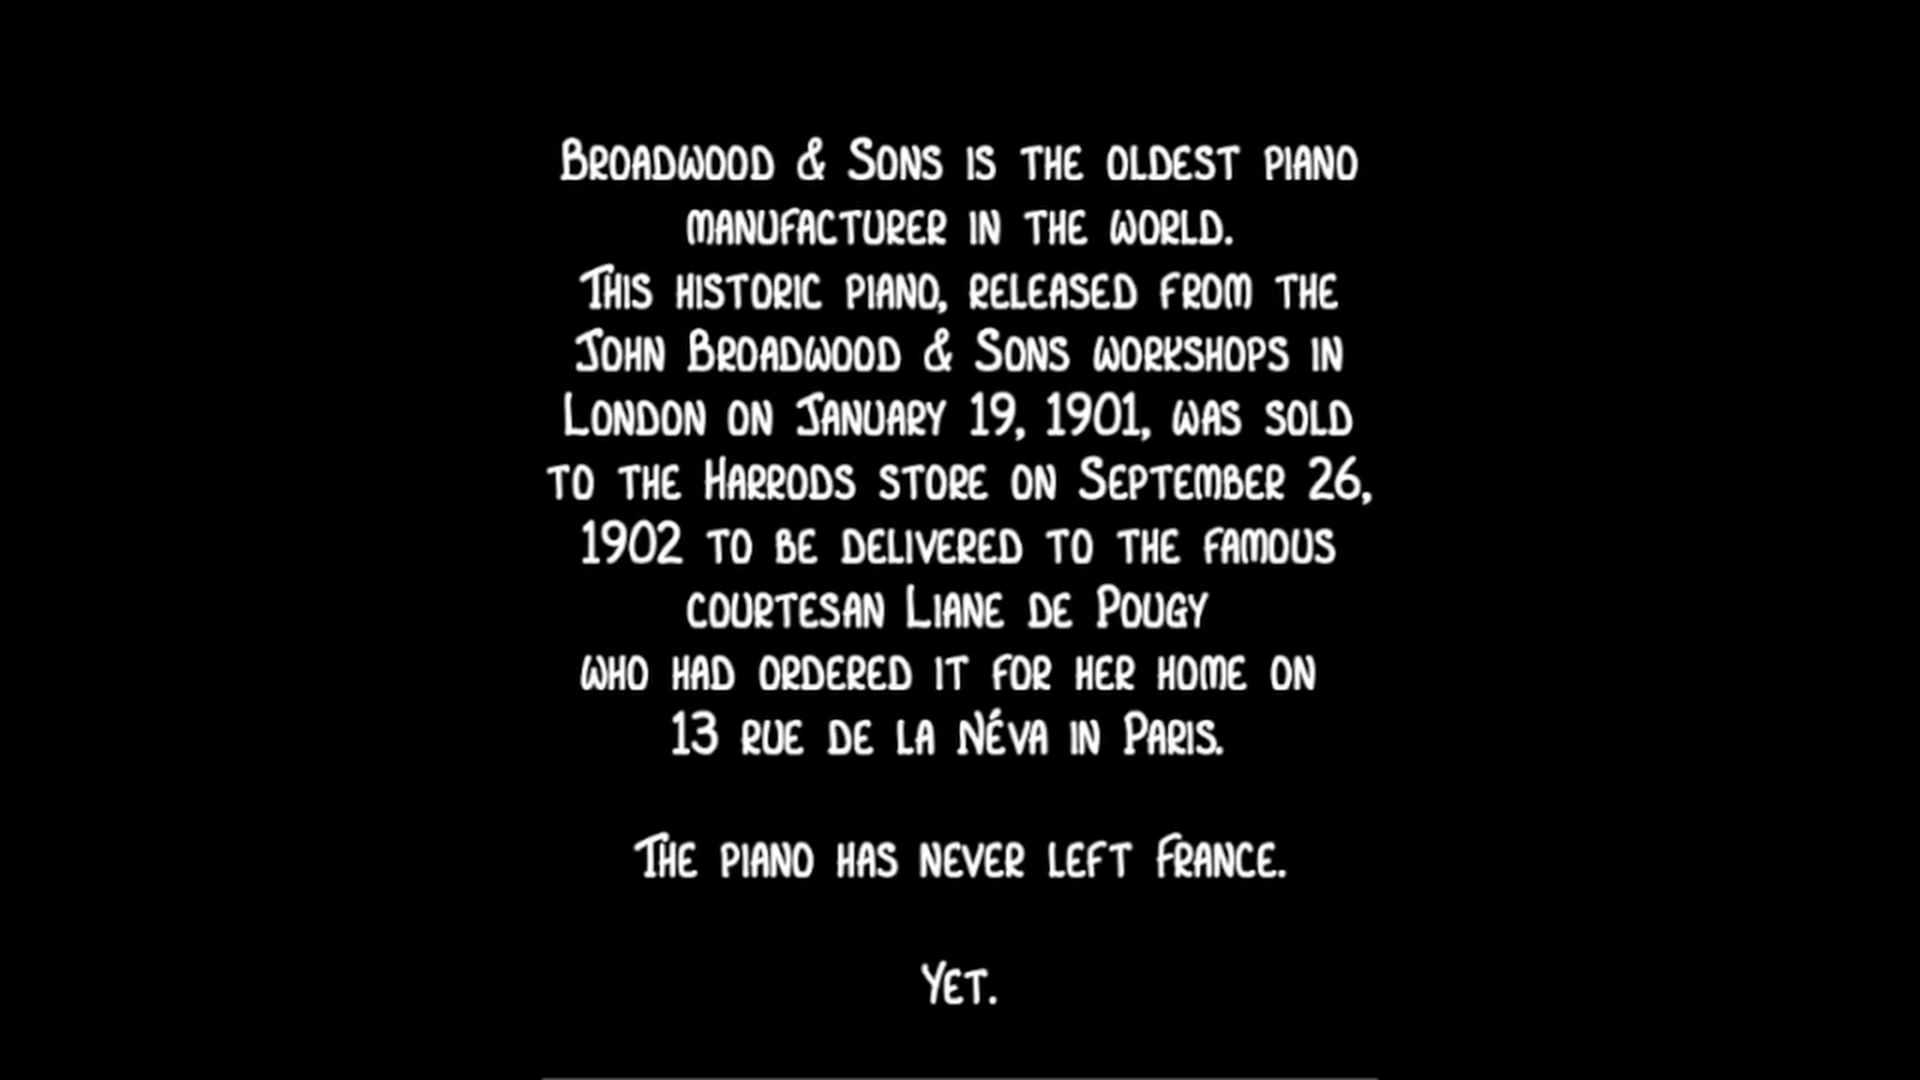 Broadwood & Sons is the oldest piano
manufacturer in the world.
This historic piano, released from the
John Broadwood & Sons workshops in
London on January 19, 1901, was sold
to the Harrods store on September 26,
1902 to be delivered to the famous
courtesan Liane de Pougy
who had ordered it for her home on
13 rue de la Néva in Paris.
The piano has never left France.
Yet.